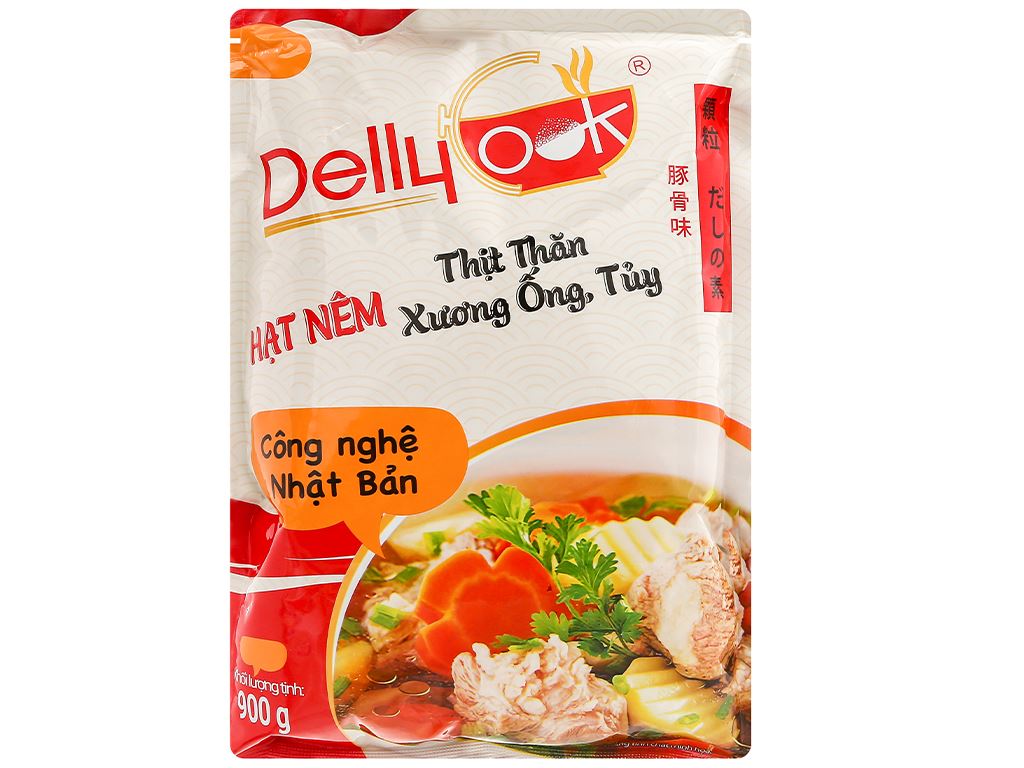 DellyCook
®
顆粒 だしの素
豚骨味
Thịt Thăn
Xương Ống, Tủy
HẠT NÊM
Công nghệ
Nhật Bản
Khối lượng tịnh:
900 g